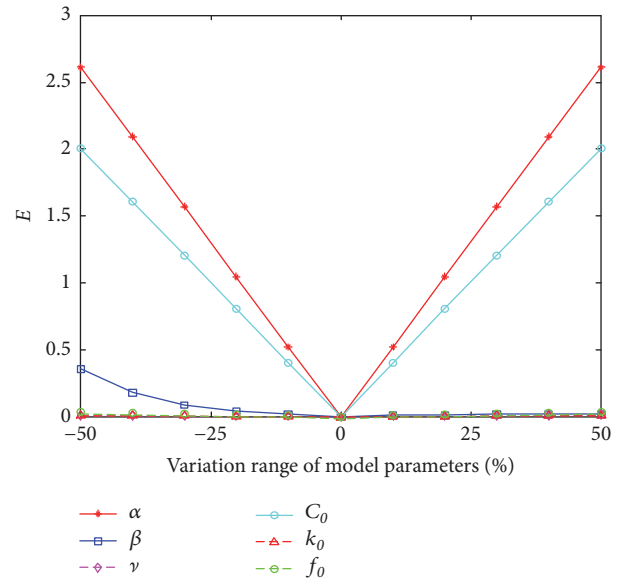 3
2.5
2
1.5
1
0.5
0
E
−50 −25 0 25 50
Variation range of model parameters (%)
α C₀
β k₀
ν f₀